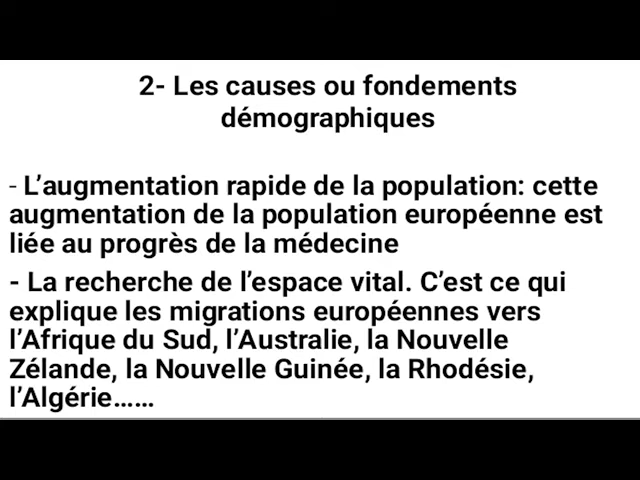 2- Les causes ou fondements
démographiques
- L’augmentation rapide de la population: cette
augmentation de la population européenne est
liée au progrès de la médecine
- La recherche de l’espace vital. C’est ce qui
explique les migrations européennes vers
l’Afrique du Sud, l’Australie, la Nouvelle
Zélande, la Nouvelle Guinée, la Rhodésie,
l’Algérie……